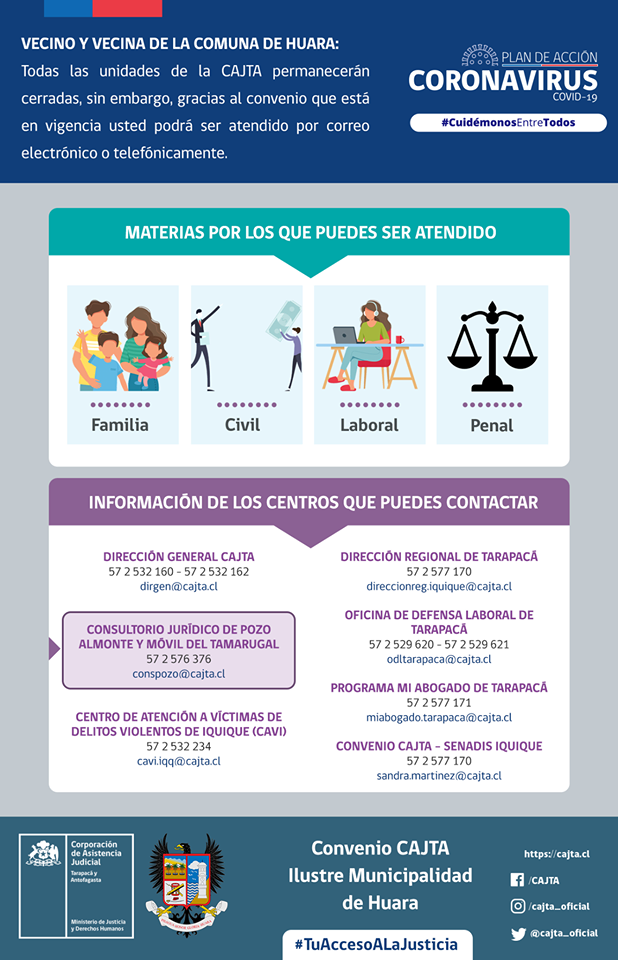 VECINO Y VECINA DE LA COMUNA DE HUARA:
Todas las unidades de la CAJTA permanecerán
cerradas, sin embargo, gracias al convenio que está
en vigencia usted podrá ser atendido por correo
electrónico o telefónicamente.
PLAN DE ACCIÓN
CORONAVIRUS
COVID-19
#CuidémonosEntreTodos
MATERIAS POR LOS QUE PUEDES SER ATENDIDO
Familia
Civil
Laboral
Penal
INFORMACIÓN DE LOS CENTROS QUE PUEDES CONTACTAR
DIRECCIÓN GENERAL CAJTA
57 2 532 160 - 57 2 532 162
dirgen@cajta.cl
CONSULTORIO JURÍDICO DE POZO
ALMONTE Y MÓVIL DEL TAMARUGAL
57 2 576 376
conspozo@cajta.cl
CENTRO DE ATENCIÓN A VÍCTIMAS DE
DELITOS VIOLENTOS DE IQUIQUE (CAVI)
57 2 532 234
cavi.iqq@cajta.cl
DIRECCIÓN REGIONAL DE TARAPACÁ
57 2 577 170
direccionreg.iquique@cajta.cl
OFICINA DE DEFENSA LABORAL DE
TARAPACÁ
57 2 529 620 - 57 2 529 621
odltarapaca@cajta.cl
PROGRAMA MI ABOGADO DE TARAPACÁ
57 2 577 171
miabogado.tarapaca@cajta.cl
CONVENIO CAJTA - SENADIS IQUIQUE
57 2 577 170
sandra.martinez@cajta.cl
Corporación
de Asistencia
Judicial
Tarapacá y
Antofagasta
Ministerio de Justicia
y Derechos Humanos
Convenio CAJTA
Ilustre Municipalidad
de Huara
#TuAccesoALaJusticia
https://cajta.cl
/CAJTA
/cajta_oficial
@cajta_oficial